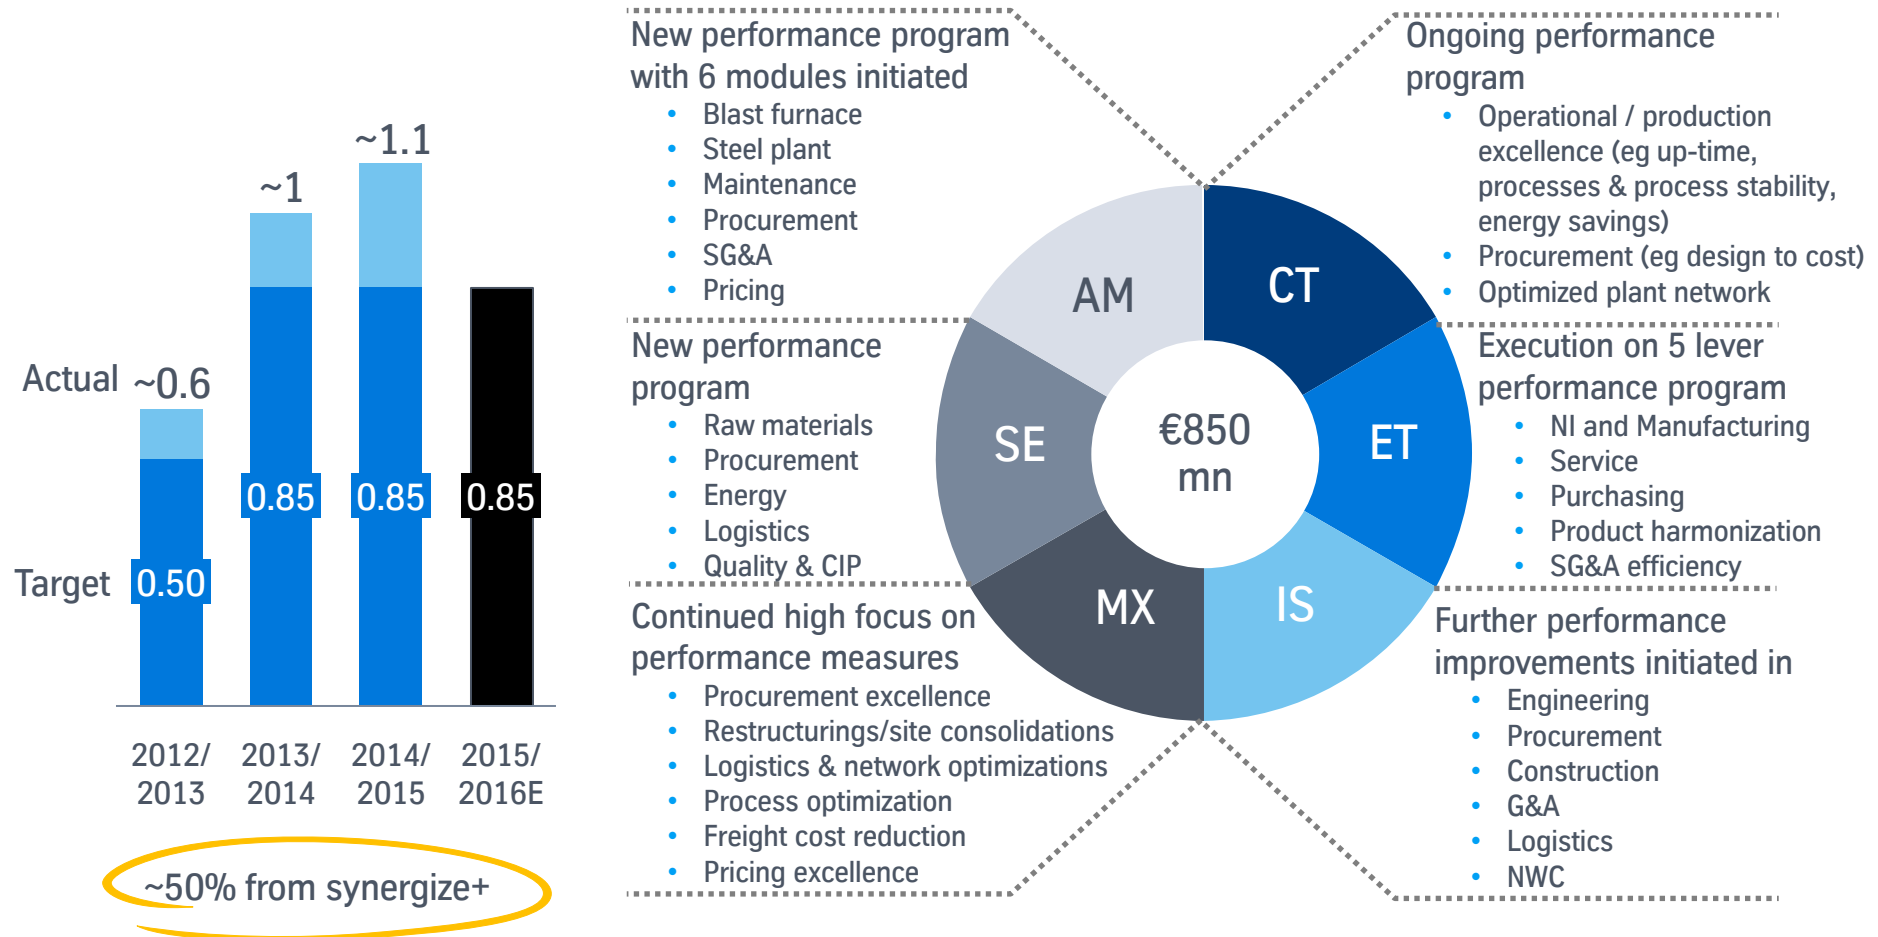 ~1.1
~1
Actual
~0.6
0.85
0.85
0.85
Target
0.50
2012/
2013
2013/
2014
2014/
2015
2015/
2016E
~50% from synergize+
New performance program
with 6 modules initiated
• Blast furnace
• Steel plant
• Maintenance
• Procurement
• SG&A
• Pricing
New performance
program
• Raw materials
• Procurement
• Energy
• Logistics
• Quality & CIP
Continued high focus on
performance measures
• Procurement excellence
• Restructurings/site consolidations
• Logistics & network optimizations
• Process optimization
• Freight cost reduction
• Pricing excellence
AM
CT
SE
€850
mn
ET
MX
IS
Ongoing performance
program
• Operational / production
excellence (eg up-time,
processes & process stability,
energy savings)
• Procurement (eg design to cost)
• Optimized plant network
Execution on 5 lever
performance program
• NI and Manufacturing
• Service
• Purchasing
• Product harmonization
• SG&A efficiency
Further performance
improvements initiated in
• Engineering
• Procurement
• Construction
• G&A
• Logistics
• NWC